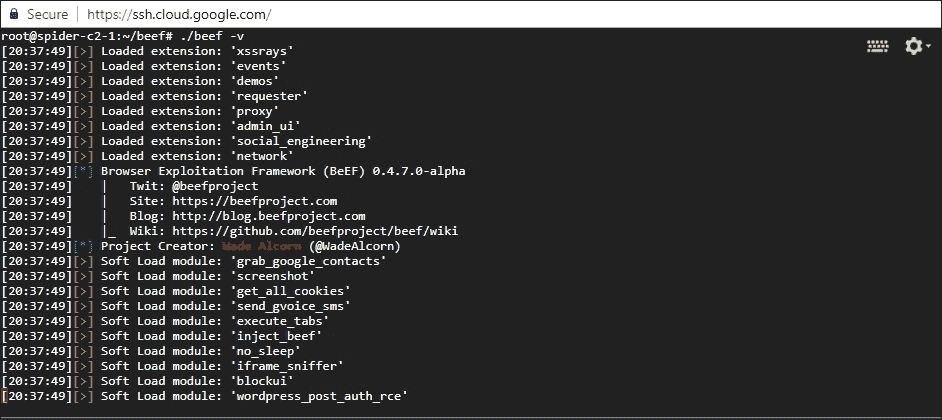 Secure https://ssh.cloud.google.com/
root@spider-c2-1:~/beef# ./beef -v
[20:37:49][>] Loaded extension: 'xssrays'
[20:37:49][>] Loaded extension: 'events'
[20:37:49][>] Loaded extension: 'demos'
[20:37:49][>] Loaded extension: 'requester'
[20:37:49][>] Loaded extension: 'proxy'
[20:37:49][>] Loaded extension: 'admin_ui'
[20:37:49][>] Loaded extension: 'social_engineering'
[20:37:49][>] Loaded extension: 'network'
[20:37:49][*] Browser Exploitation Framework (BeEF) 0.4.7.0-alpha
[20:37:49]    |   Twit: @beefproject
[20:37:49]    |   Site: https://beefproject.com
[20:37:49]    |   Blog: http://blog.beefproject.com
[20:37:49]    |_  Wiki: https://github.com/beefproject/beef/wiki
[20:37:49][*] Project Creator: Wade Alcorn (@WadeAlcorn)
[20:37:49][>] Soft Load module: 'grab_google_contacts'
[20:37:49][>] Soft Load module: 'screenshot'
[20:37:49][>] Soft Load module: 'get_all_cookies'
[20:37:49][>] Soft Load module: 'send_gvoice_sms'
[20:37:49][>] Soft Load module: 'execute_tabs'
[20:37:49][>] Soft Load module: 'inject_beef'
[20:37:49][>] Soft Load module: 'no_sleep'
[20:37:49][>] Soft Load module: 'iframe_sniffer'
[20:37:49][>] Soft Load module: 'blockui'
[20:37:49][>] Soft Load module: 'wordpress_post_auth_rce'